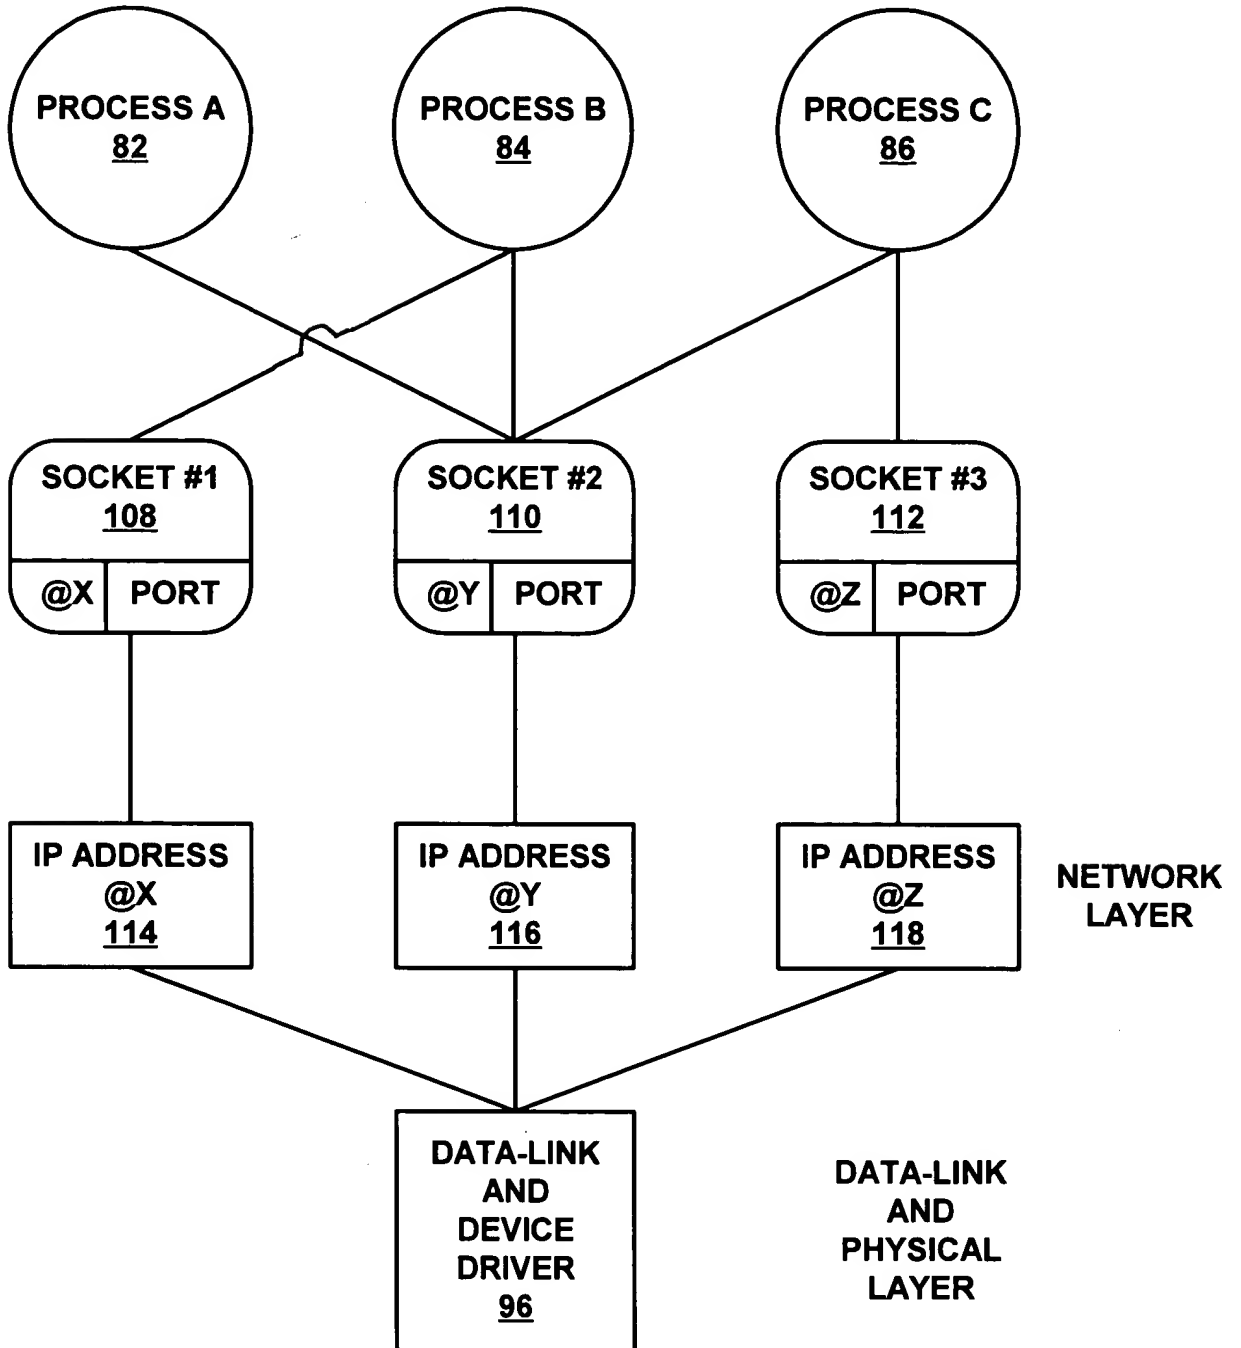 PROCESS A
82
PROCESS B
84
PROCESS C
86
SOCKET #1
108
@X PORT
SOCKET #2
110
@Y PORT
SOCKET #3
112
@Z PORT
IP ADDRESS
@X
114
IP ADDRESS
@Y
116
IP ADDRESS
@Z
118
NETWORK
LAYER
DATA-LINK
AND
DEVICE
DRIVER
96
DATA-LINK
AND
PHYSICAL
LAYER